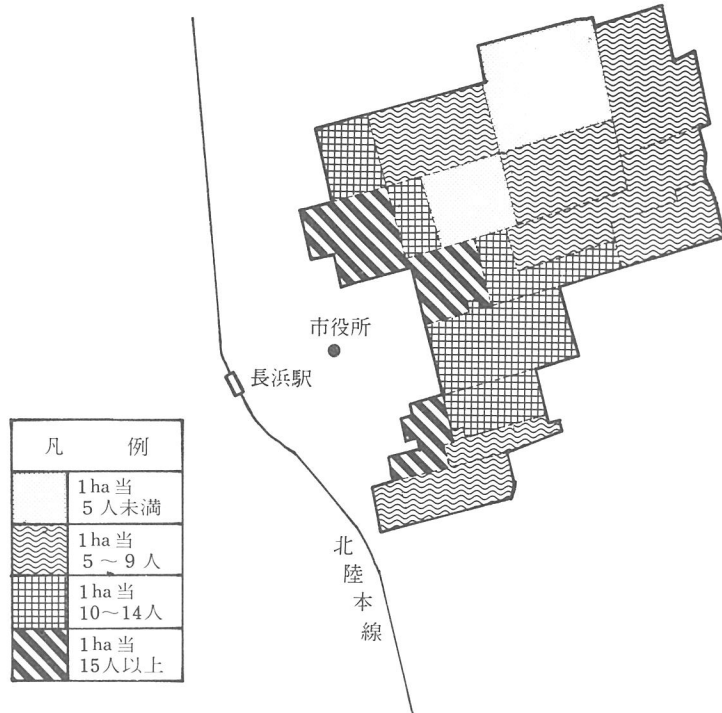 市役所
長浜駅
凡 例
1ha当
5人未満
1ha当
5～9人
1ha当
10～14人
1ha当
15人以上
北陸本線